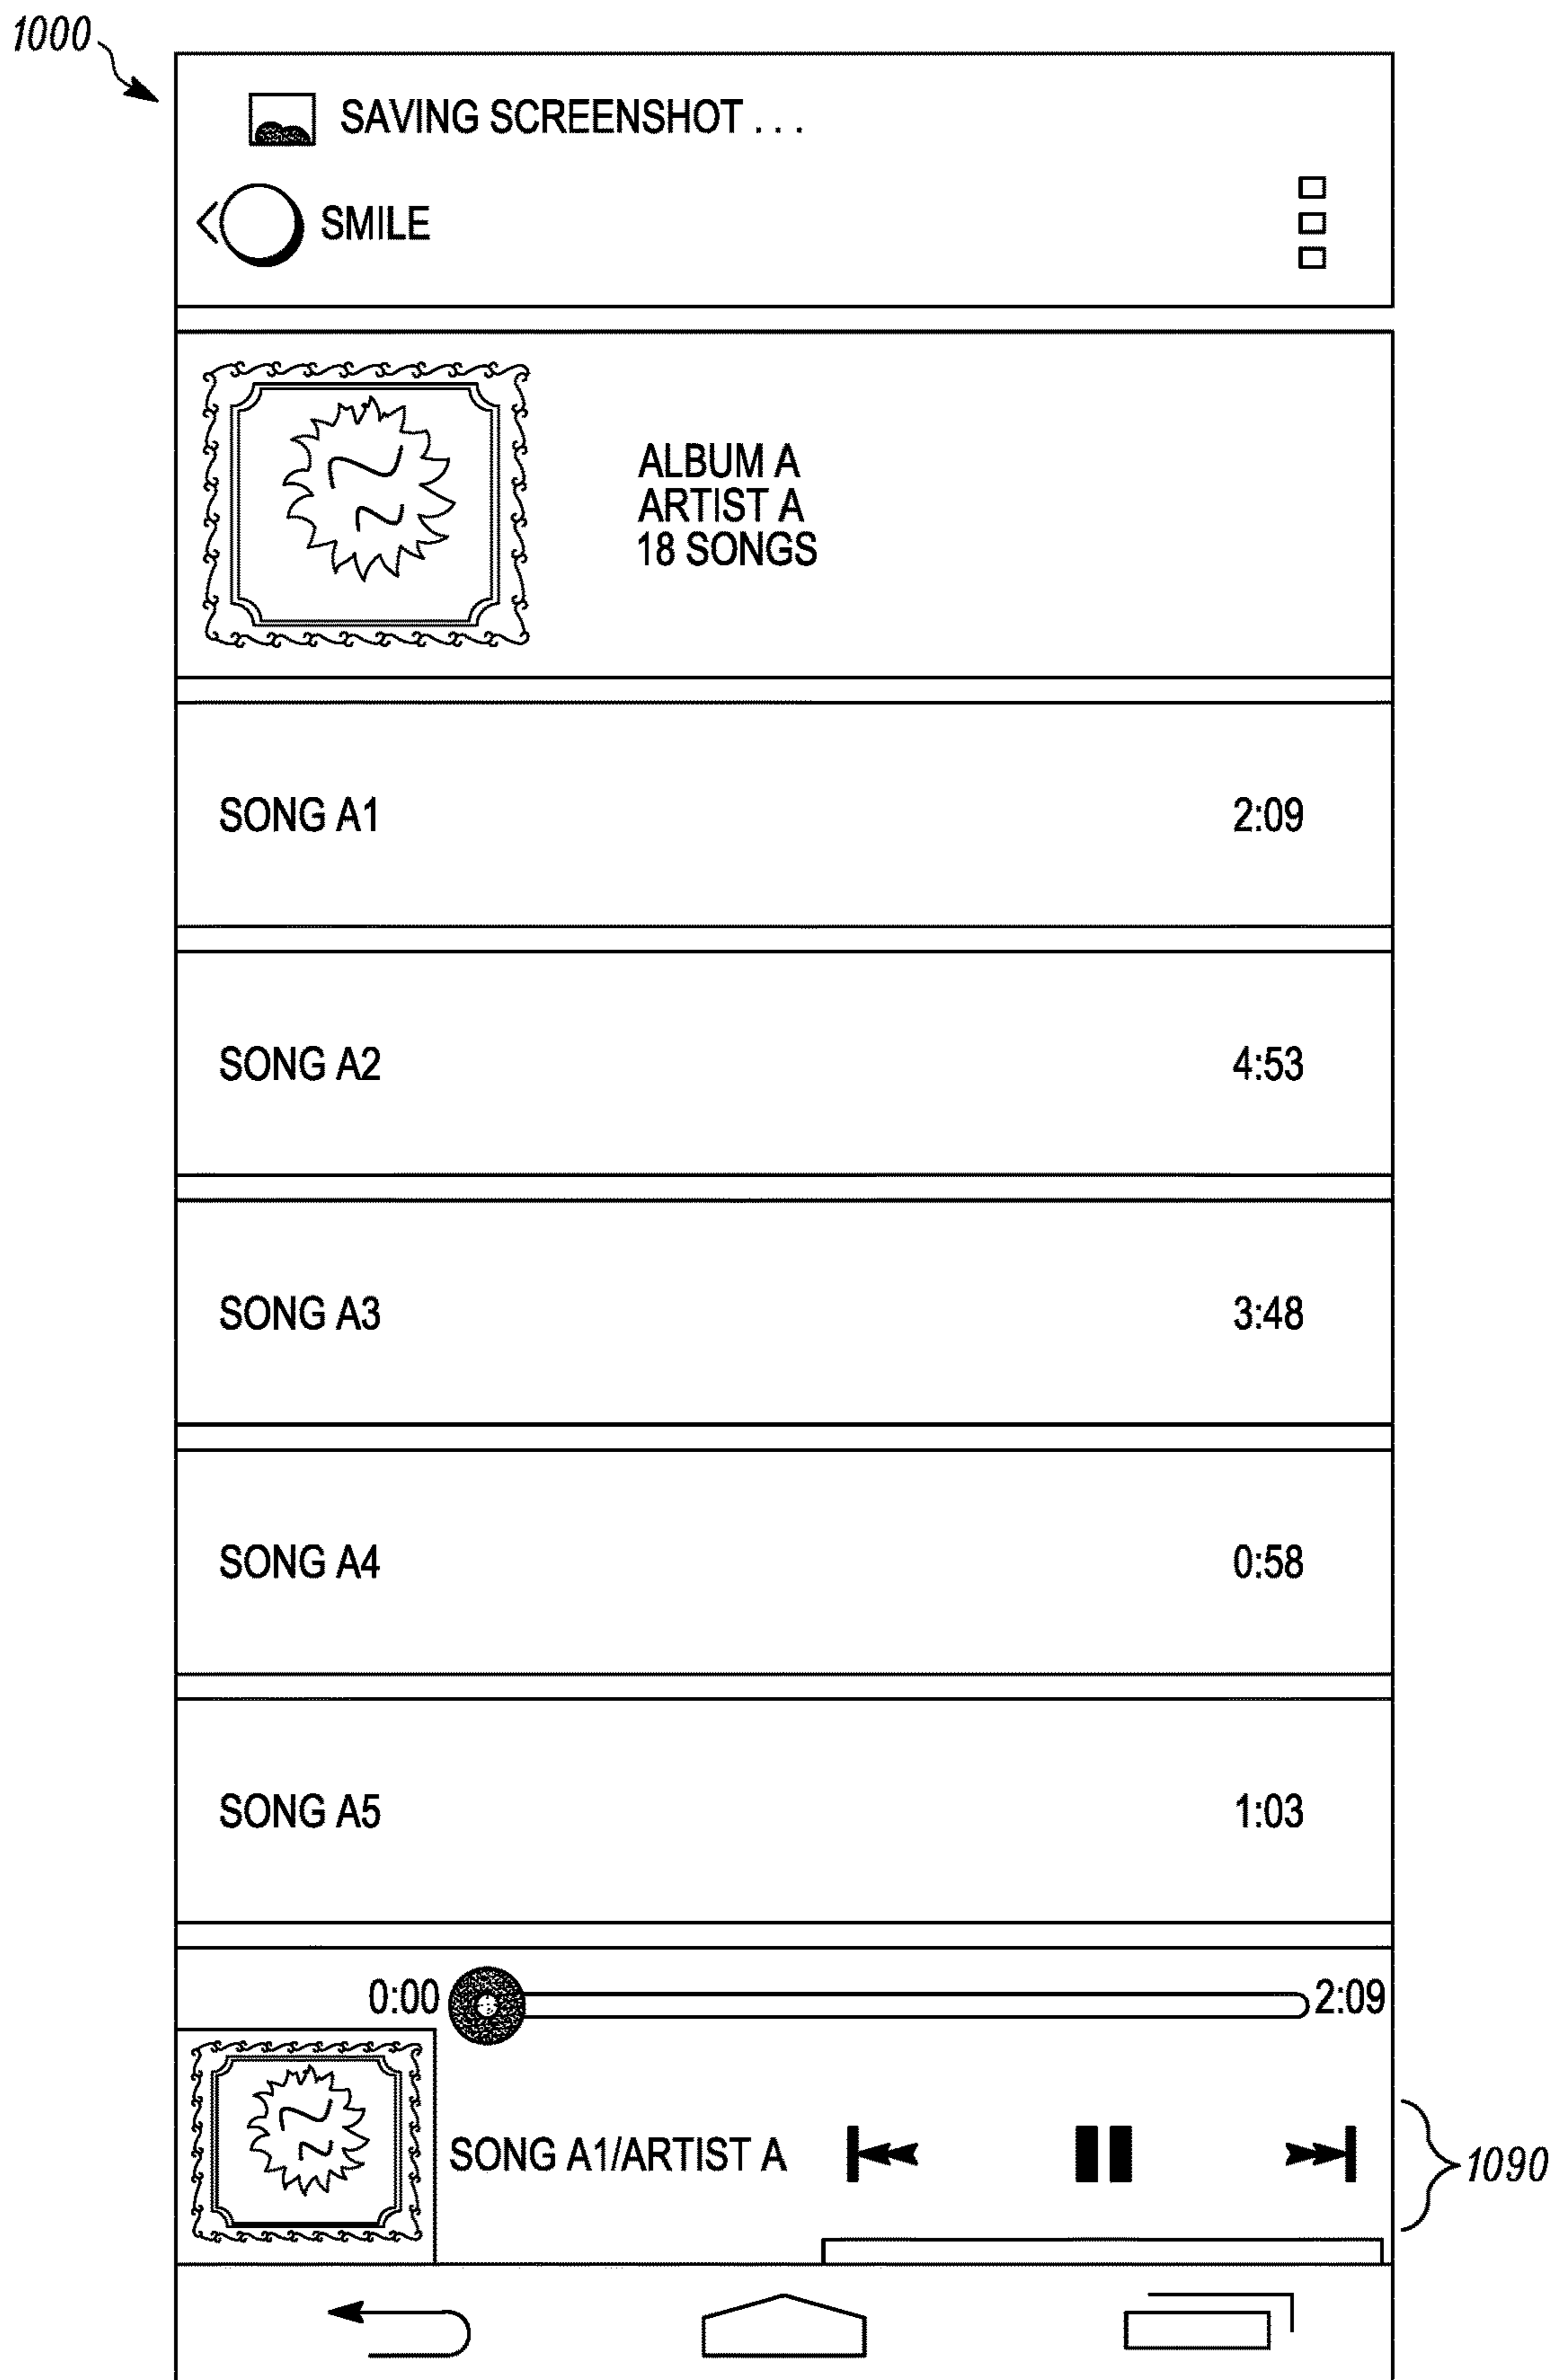 1000
SAVING SCREENSHOT . . .
SMILE
ALBUM A
ARTIST A
18 SONGS
SONG A1 2:09
SONG A2 4:53
SONG A3 3:48
SONG A4 0:58
SONG A5 1:03
0:00 2:09
SONG A1/ARTIST A
1090